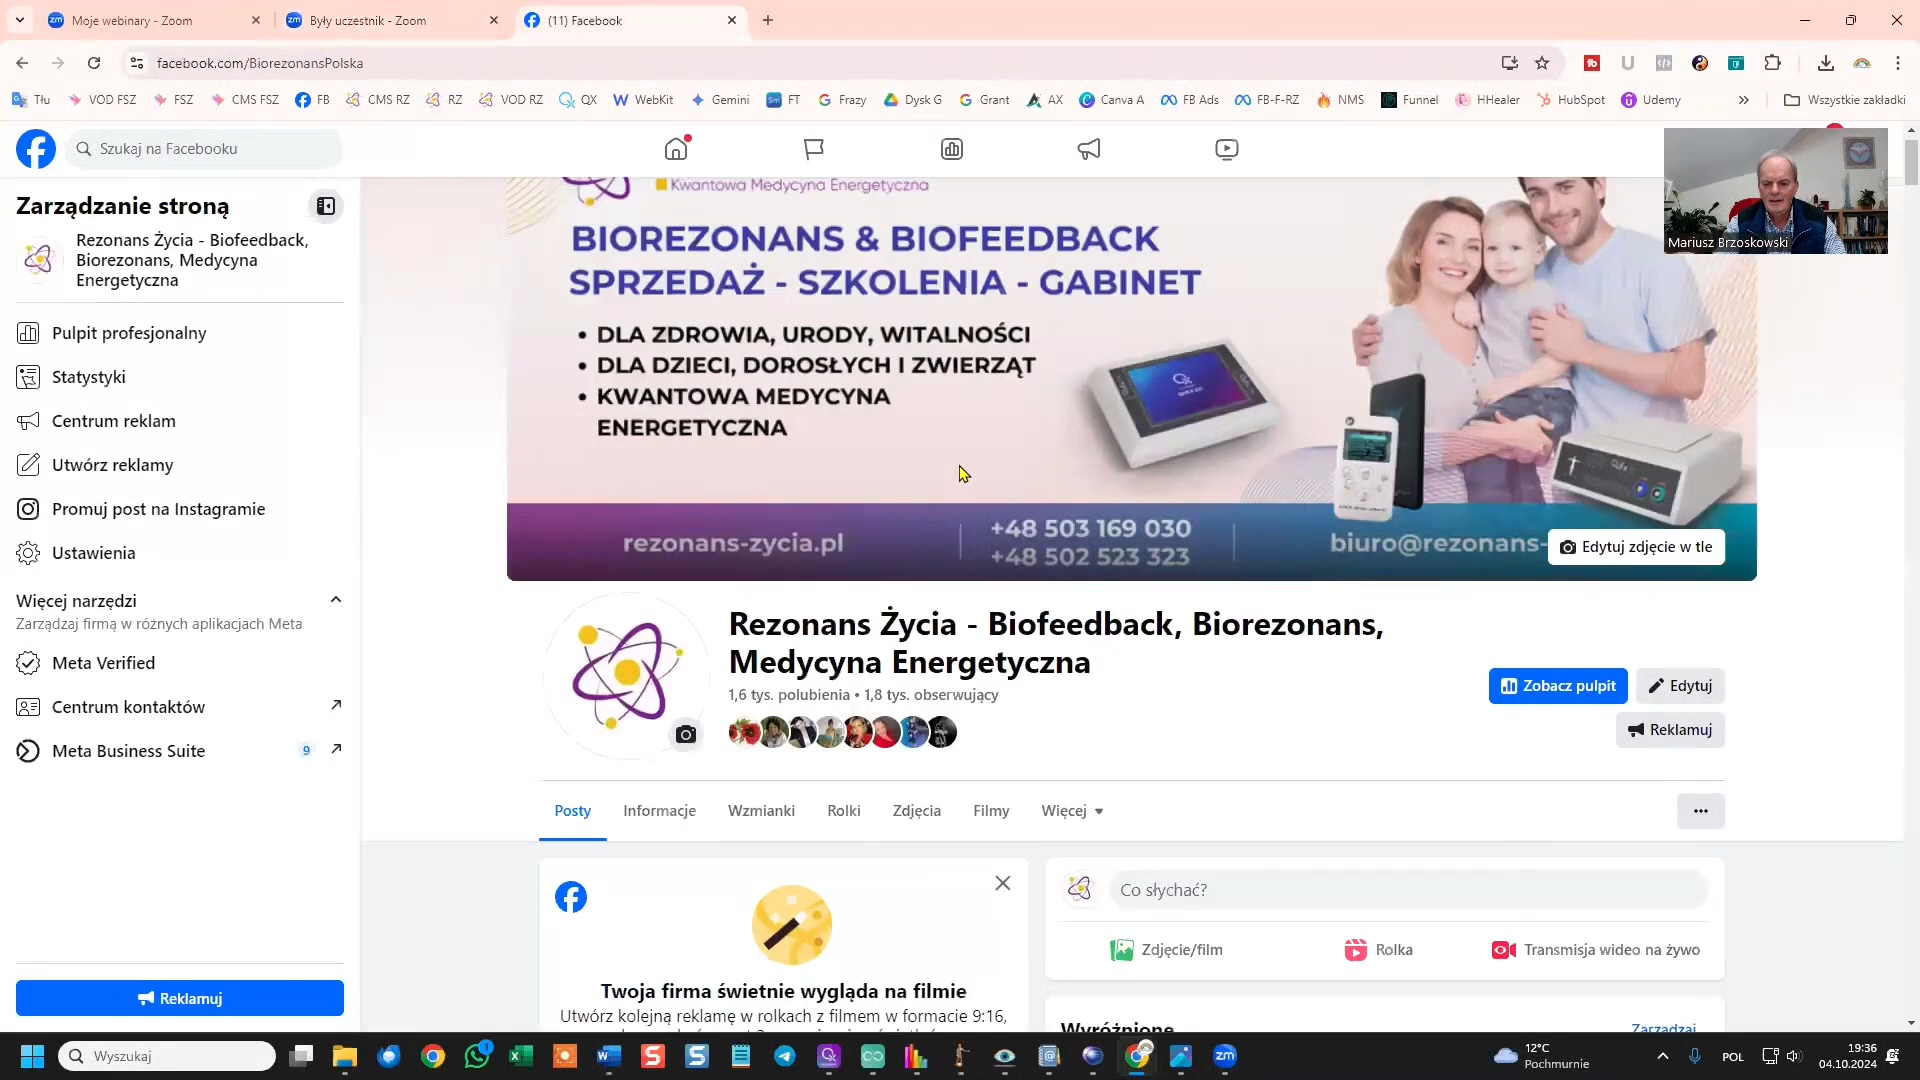 Moje webinary - Zoom
Były uczestnik - Zoom
(11) Facebook
facebook.com/BiorezonansPolska
Tłu
VOD FSZ
FSZ
CMS FSZ
FB
CMS RZ
RZ
VOD RZ
QX
WebKit
Gemini
FT
Frazy
Dysk G
Grant
AX
Canva A
FB Ads
FB-F-RZ
NMS
Funnel
HHealer
HubSpot
Udemy
Wszystkie zakładki
Szukaj na Facebooku
Mariusz Brzoskowski
Zarządzanie stroną
Rezonans Życia - Biofeedback,
Biorezonans, Medycyna
Energetyczna
Pulpit profesjonalny
Statystyki
Centrum reklam
Utwórz reklamy
Promuj post na Instagramie
Ustawienia
Więcej narzędzi
Zarządzaj firmą w różnych aplikacjach Meta
Meta Verified
Centrum kontaktów
Meta Business Suite
9
Reklamuj
Kwantowa Medycyna Energetyczna
BIOREZONANS & BIOFEEDBACK
SPRZEDAŻ - SZKOLENIA - GABINET
• DLA ZDROWIA, URODY, WITALNOŚCI
• DLA DZIECI, DOROSŁYCH I ZWIERZĄT
• KWANTOWA MEDYCYNA
ENERGETYCZNA
rezonans-zycia.pl
+48 503 169 030
+48 502 523 323
biuro@rezonans-
Edytuj zdjęcie w tle
Rezonans Życia - Biofeedback, Biorezonans,
Medycyna Energetyczna
1,6 tys. polubienia • 1,8 tys. obserwujący
Zobacz pulpit
Edytuj
Reklamuj
Posty
Informacje
Wzmianki
Rolki
Zdjęcia
Filmy
Więcej
Twoja firma świetnie wygląda na filmie
Utwórz kolejną reklamę w rolkach z filmem w formacie 9:16,
Co słychać?
Zdjęcie/film
Rolka
Transmisja wideo na żywo
Wyróżnione
Zarządzaj
Wyszukaj
1
12°C
Pochmurnie
POL
19:36
04.10.2024